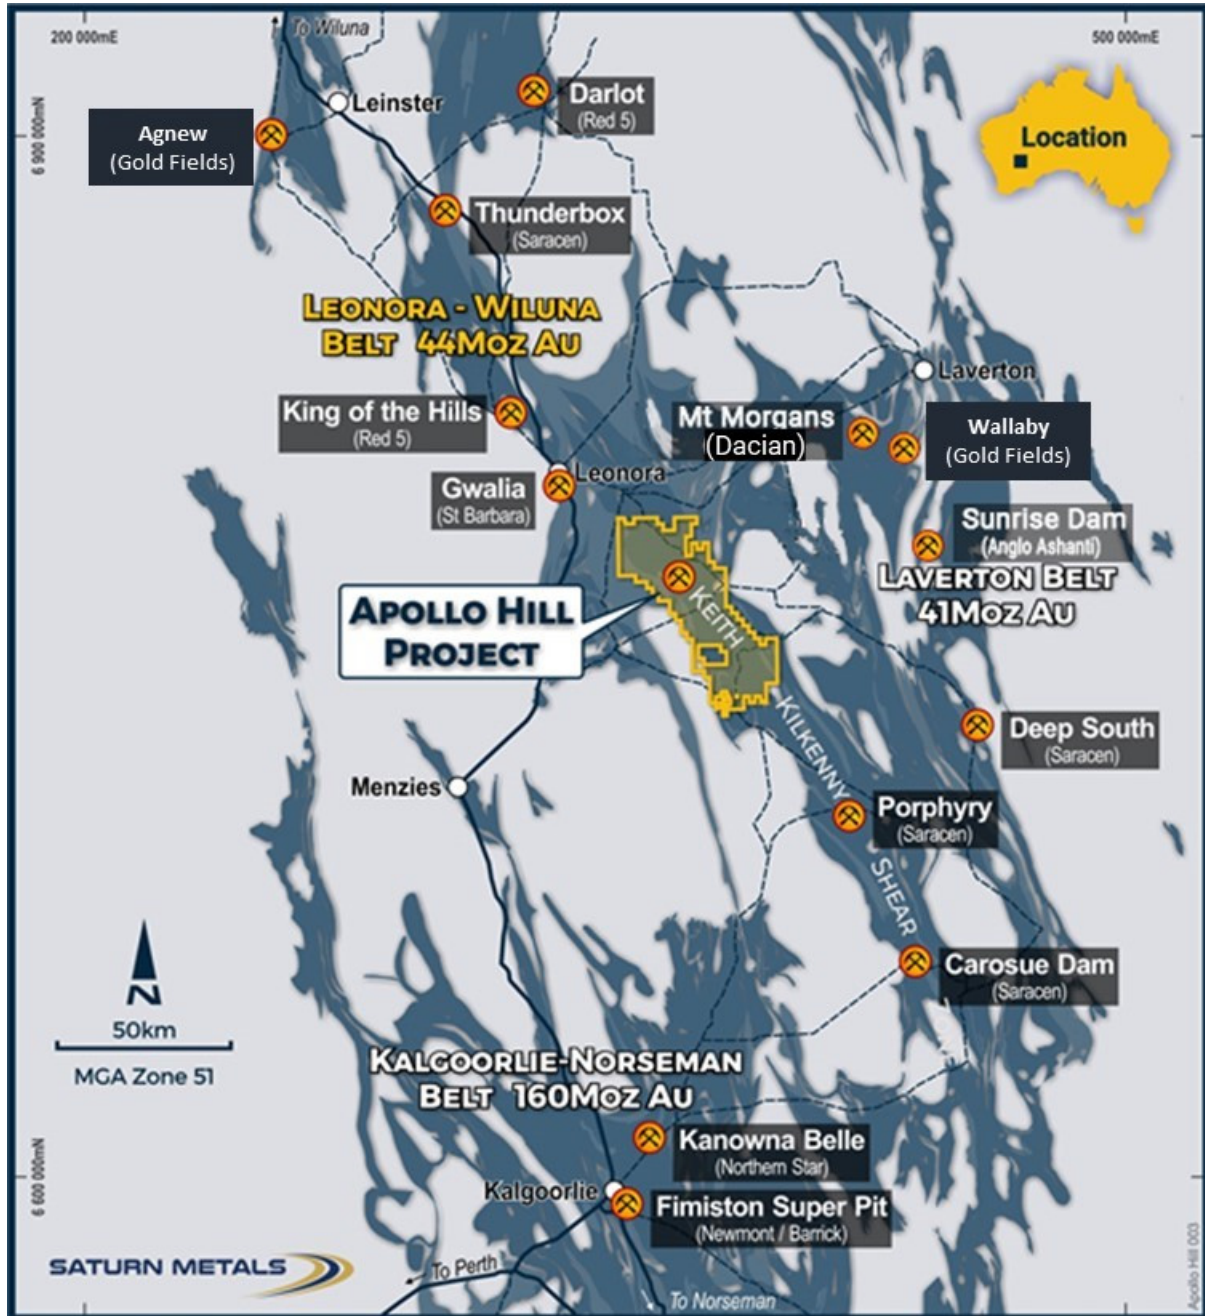 To Wiluna
200 000mE
500 000mE
6 900 000mN
Leinster
Darlot
(Red 5)
Agnew
(Gold Fields)
Location
Thunderbox
(Saracen)
LEONORA - WILUNA
BELT 44MOZ AU
Laverton
King of the Hills
(Red 5)
Mt Morgans
(Dacian)
Wallaby
(Gold Fields)
Leonora
Gwalia
(St Barbara)
Sunrise Dam
(Anglo Ashanti)
LAVERTON BELT
41MOZ AU
APOLLO HILL
PROJECT
KEITH
KILKENNY
SHEAR
ZONE
Deep South
(Saracen)
Menzies
Porphyry
(Saracen)
Carosue Dam
(Saracen)
N
50km
MGA Zone 51
KALGOORLIE-NORSEMAN
BELT 160MOZ AU
Kanowna Belle
(Northern Star)
6 600 000mN
Kalgoorlie
Fimiston Super Pit
(Newmont / Barrick)
SATURN METALS
To Perth
To Norseman
Apollo Hill 003